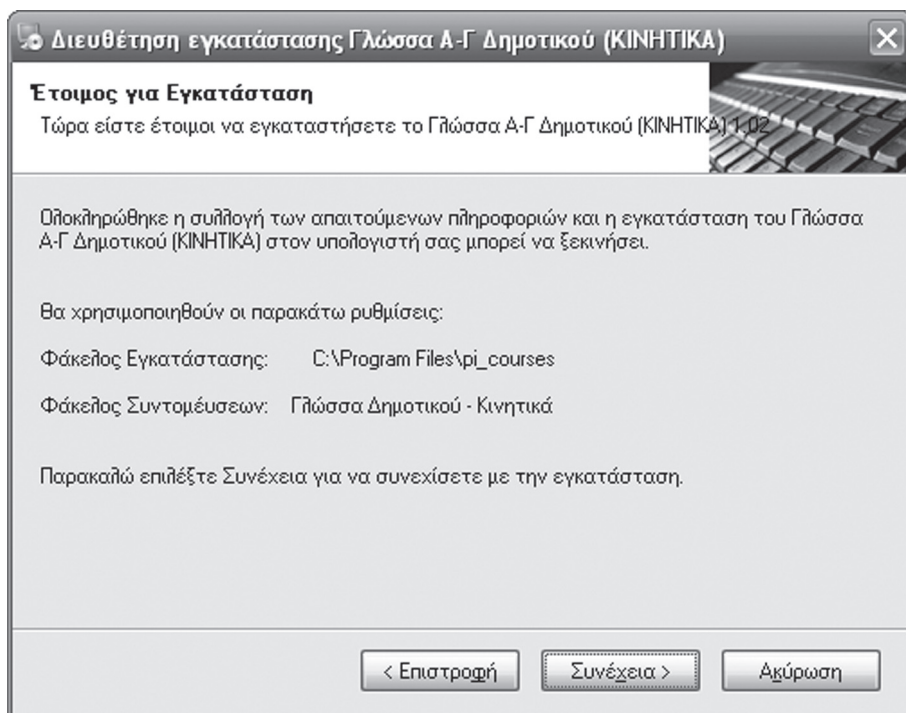 Διευθέτηση εγκατάστασης Γλώσσα Α-Γ Δημοτικού (ΚΙΝΗΤΙΚΑ)
Έτοιμος για Εγκατάσταση
Τώρα είστε έτοιμοι να εγκαταστήσετε το Γλώσσα Α-Γ Δημοτικού (ΚΙΝΗΤΙΚΑ) 1,02
Ολοκληρώθηκε η συλλογή των απαιτούμενων πληροφοριών και η εγκατάσταση του Γλώσσα
Α-Γ Δημοτικού (ΚΙΝΗΤΙΚΑ) στον υπολογιστή σας μπορεί να ξεκινήσει.
Θα χρησιμοποιηθούν οι παρακάτω ρυθμίσεις:
Φάκελος Εγκατάστασης: C:\Program Files\pi_courses
Φάκελος Συντομέυσεων: Γλώσσα Δημοτικού - Κινητικά
Παρακαλώ επιλέξτε Συνέχεια για να συνεχίσετε με την εγκατάσταση.
< Επιστροφή Συνέχεια > Ακύρωση